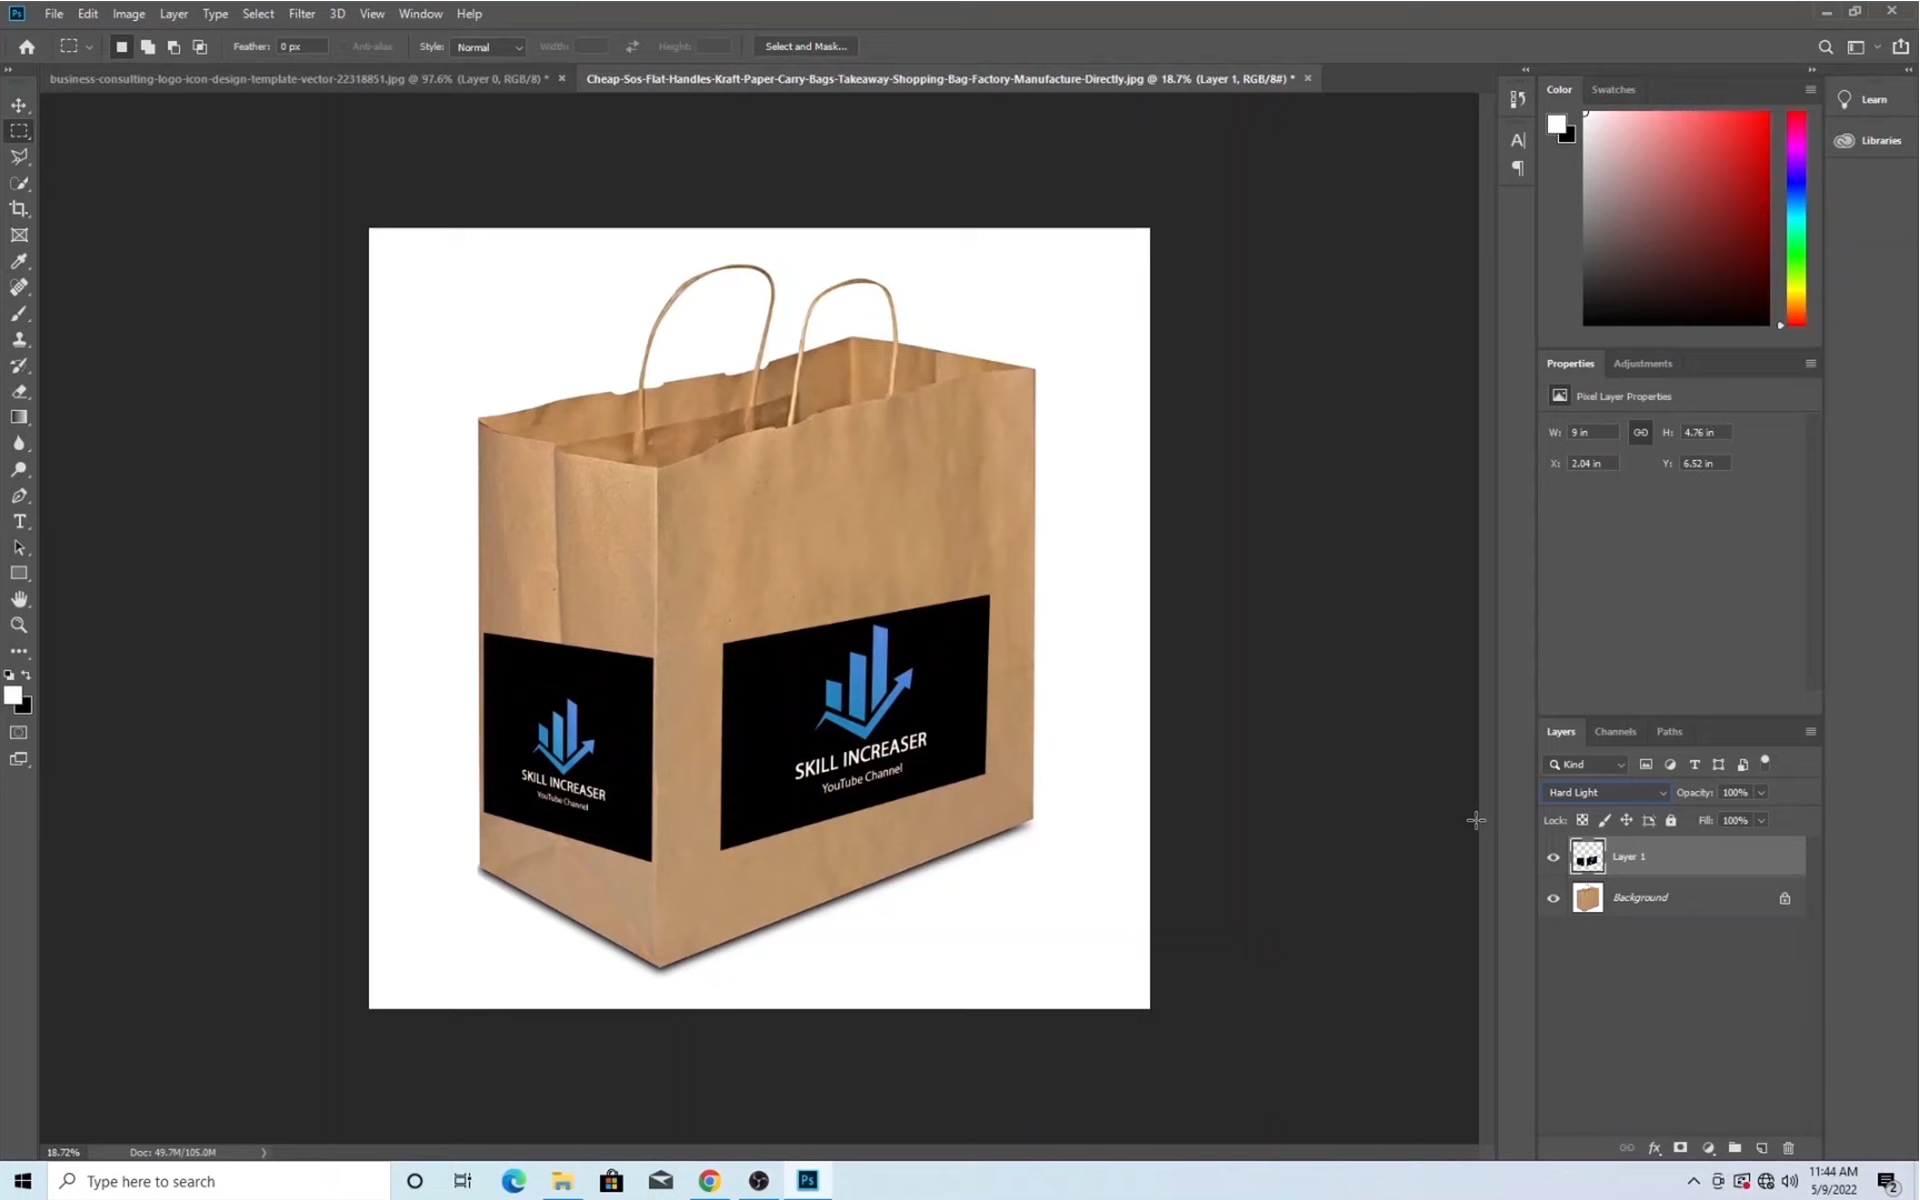 File Edit Image Layer Type Select Filter 3D View Window Help
Feather: 0 px Anti-alias Style: Normal Width: Height: Select and Mask...
business-consulting-logo-icon-design-template-vector-22318851.jpg @ 97.6% (Layer 0, RGB/8) * × Cheap-Sos-Flat-Handles-Kraft-Paper-Carry-Bags-Takeaway-Shopping-Bag-Factory-Manufacture-Directly.jpg @ 18.7% (Layer 1, RGB/8#) * ×
Color Swatches
Learn
Libraries
Properties Adjustments
Pixel Layer Properties
W: 9 in H: 4.76 in
X: 2.04 in Y: 6.52 in
SKILL INCREASER
YouTube Channel
SKILL INCREASER
YouTube Channel
Layers Channels Paths
Kind
Hard Light Opacity: 100%
Lock: Fill: 100%
Layer 1
Background
18.72% Doc: 49.7M/105.0M
Type here to search
11:44 AM
5/9/2022
2